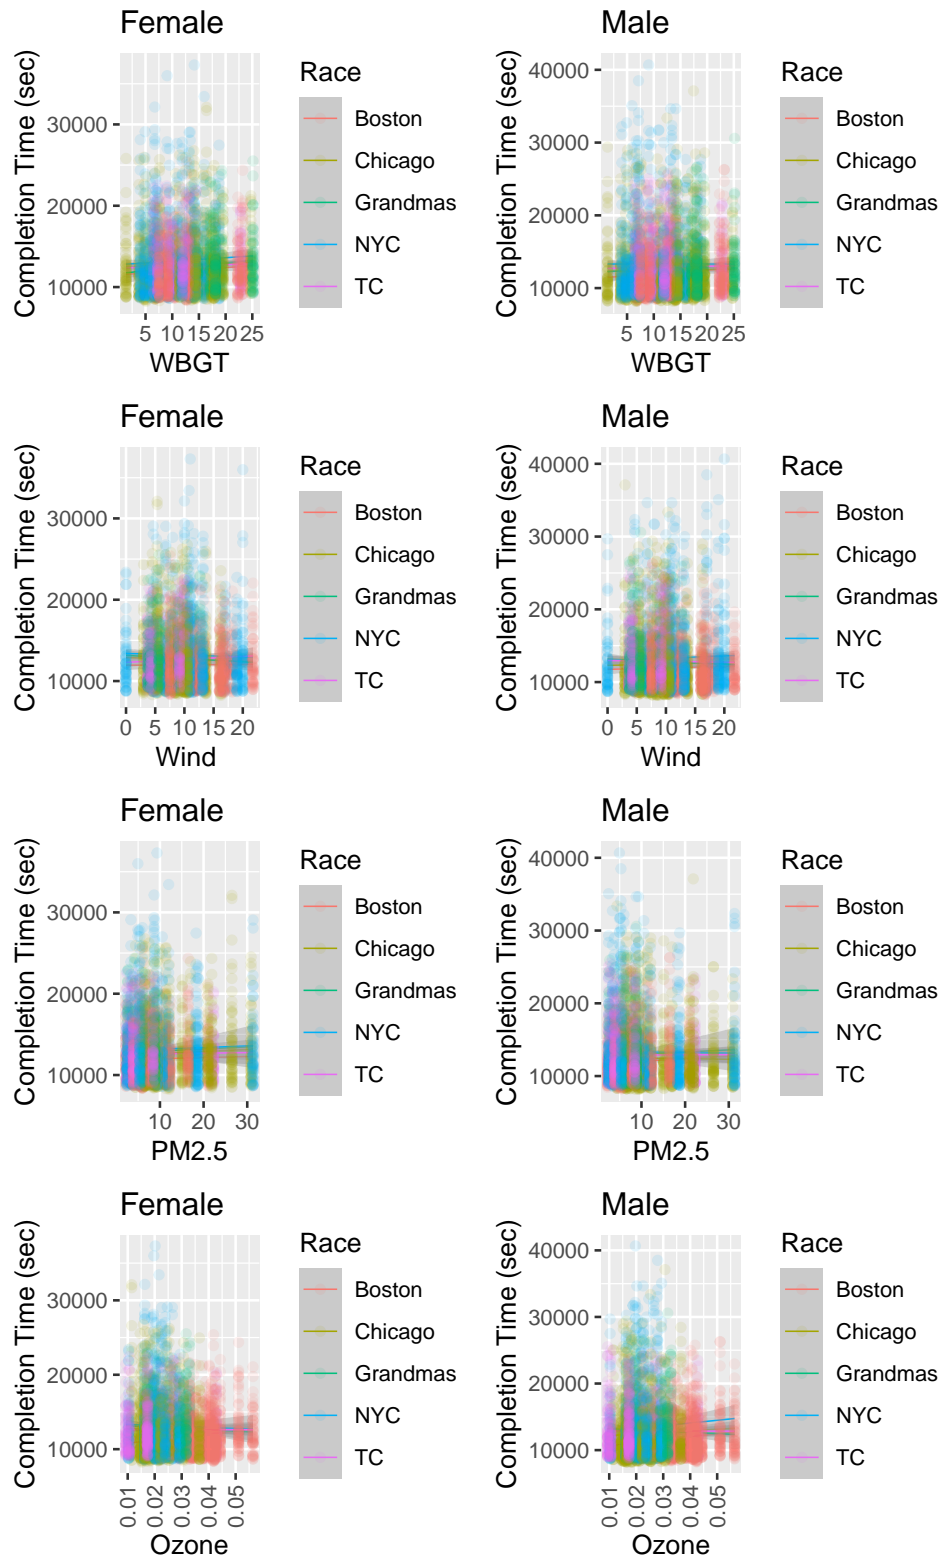 Female
Completion Time (sec)
30000
20000
10000
5 10 15 20 25
WBGT
Race
Boston
Chicago
Grandmas
NYC
TC
Male
Completion Time (sec)
40000
30000
20000
10000
5 10 15 20 25
WBGT
Race
Boston
Chicago
Grandmas
NYC
TC
Female
Completion Time (sec)
30000
20000
10000
0 5 10 15 20
Wind
Race
Boston
Chicago
Grandmas
NYC
TC
Male
Completion Time (sec)
40000
30000
20000
10000
0 5 10 15 20
Wind
Race
Boston
Chicago
Grandmas
NYC
TC
Female
Completion Time (sec)
30000
20000
10000
10 20 30
PM2.5
Race
Boston
Chicago
Grandmas
NYC
TC
Male
Completion Time (sec)
40000
30000
20000
10000
10 20 30
PM2.5
Race
Boston
Chicago
Grandmas
NYC
TC
Female
Completion Time (sec)
30000
20000
10000
0.01 0.02 0.03 0.04 0.05
Ozone
Race
Boston
Chicago
Grandmas
NYC
TC
Male
Completion Time (sec)
40000
30000
20000
10000
0.01 0.02 0.03 0.04 0.05
Ozone
Race
Boston
Chicago
Grandmas
NYC
TC